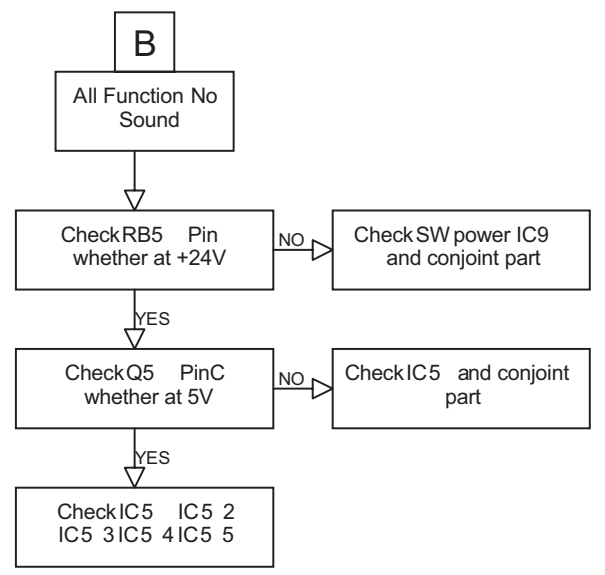 B
All Function No
Sound
Check RB5 Pin
whether at +24V
NO
Check SW power IC9
and conjoint part
YES
Check Q5 PinC
whether at 5V
NO
Check IC5 and conjoint
part
YES
Check IC5 IC5 2
IC5 3 IC5 4 IC5 5